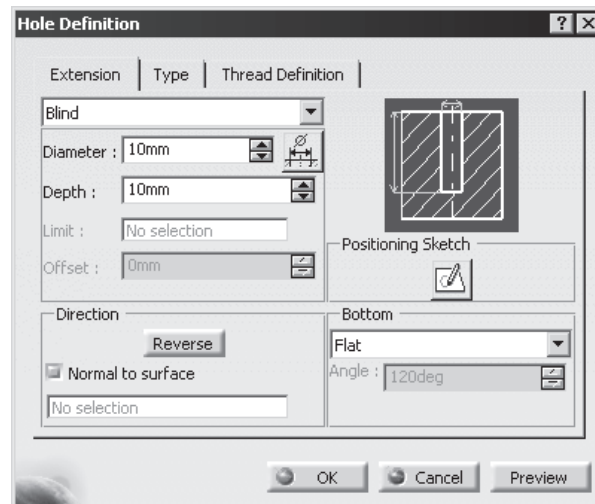 Hole Definition
Extension Type Thread Definition
Blind
Diameter : 10mm
Depth : 10mm
Limit : No selection
Offset : 0mm
Positioning Sketch
Direction
Reverse
Normal to surface
No selection
Bottom
Flat
Angle : 120deg
OK Cancel Preview